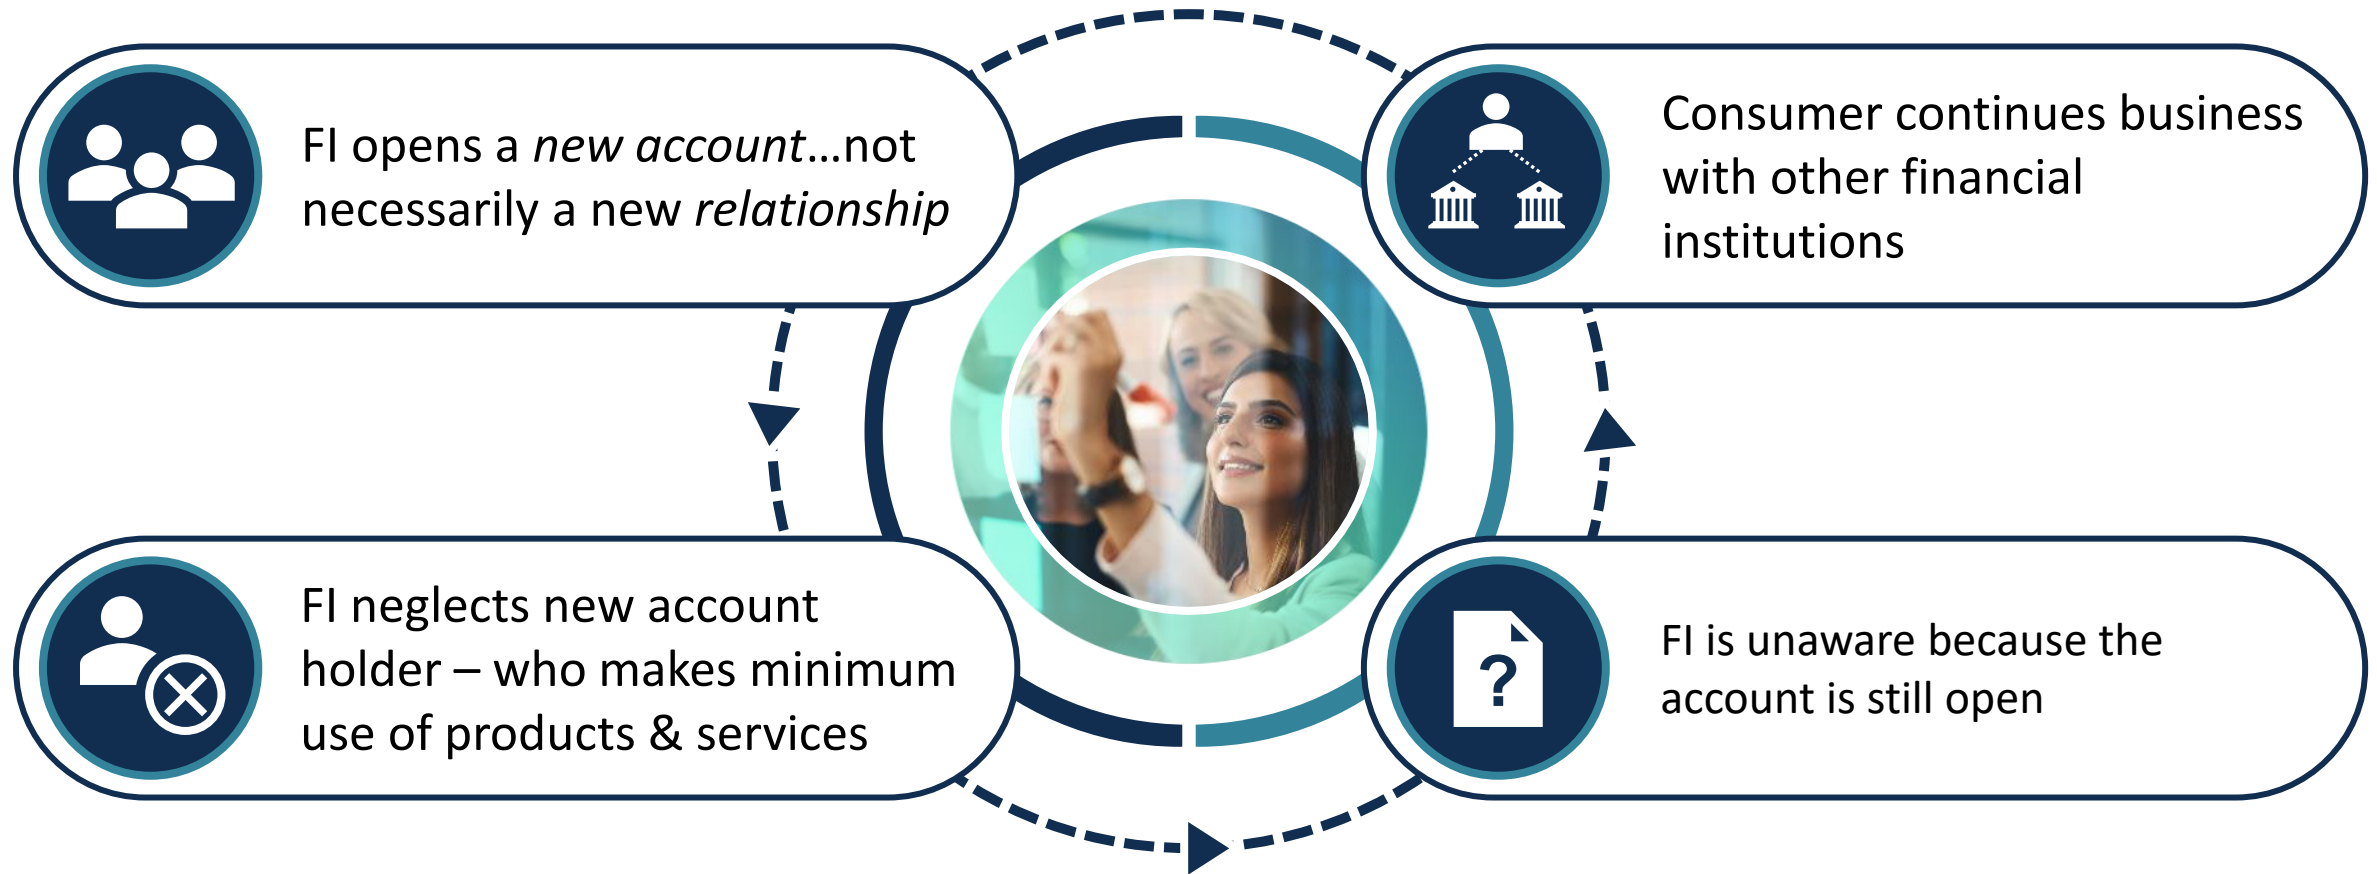 FI opens a new account...not
necessarily a new relationship
Consumer continues business
with other financial
institutions
FI neglects new account
holder – who makes minimum
use of products & services
?
FI is unaware because the
account is still open